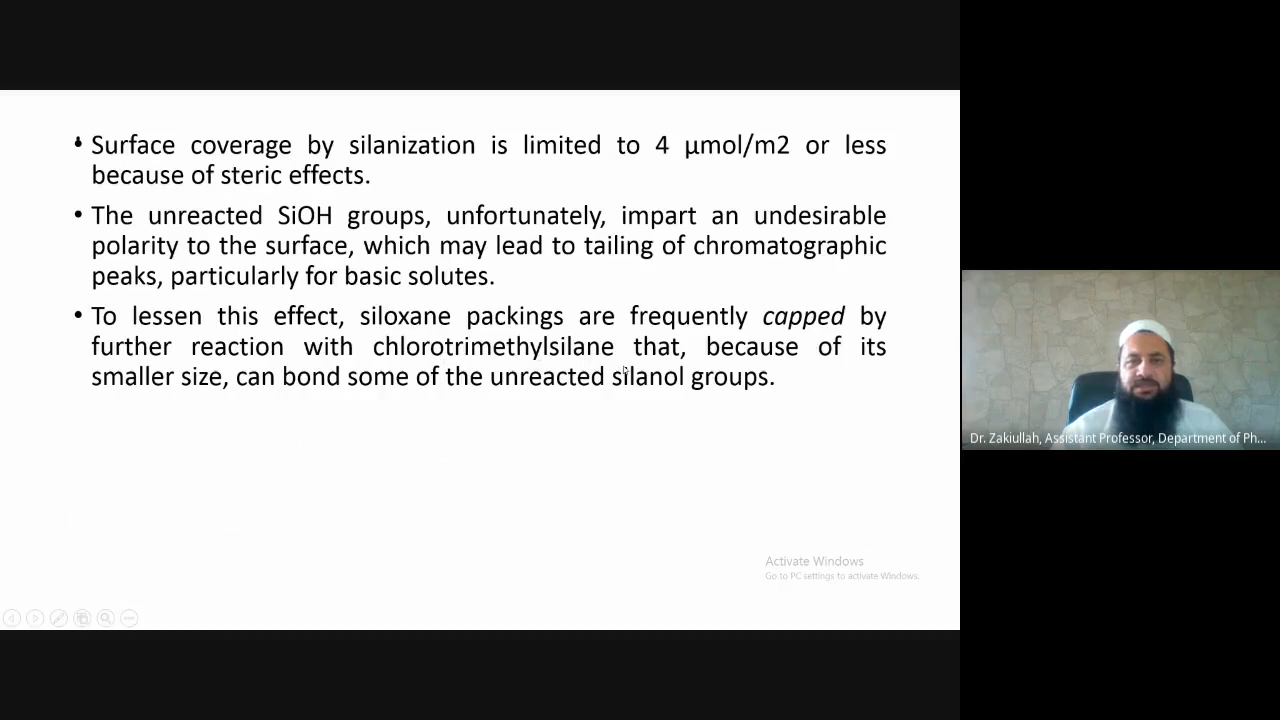 • Surface coverage by silanization is limited to 4 µmol/m2 or less
because of steric effects.
• The unreacted SiOH groups, unfortunately, impart an undesirable
polarity to the surface, which may lead to tailing of chromatographic
peaks, particularly for basic solutes.
• To lessen this effect, siloxane packings are frequently capped by
further reaction with chlorotrimethylsilane that, because of its
smaller size, can bond some of the unreacted silanol groups.
Activate Windows
Go to PC settings to activate Windows.
Dr. Zakiullah, Assistant Professor, Department of Ph...